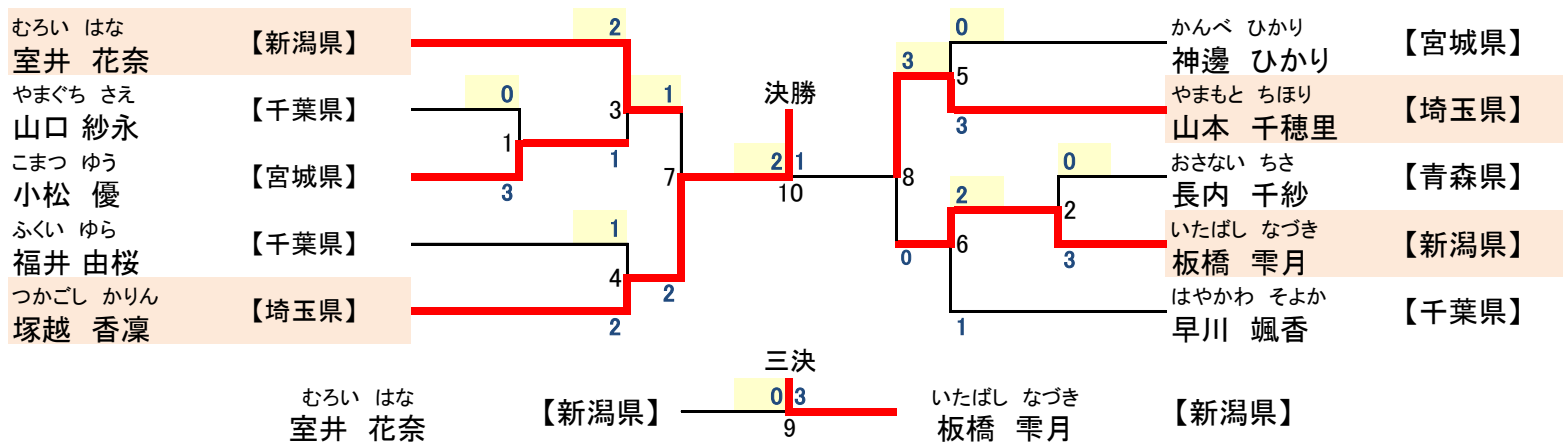 むろい はな
室井 花奈
【新潟県】
2
やまぐち さえ
山口 紗永
【千葉県】
0
1
3
1
こまつ ゆう
小松 優
【宮城県】
3
1
ふくい ゆら
福井 由桜
【千葉県】
1
4
7
つかごし かりん
塚越 香凜
【埼玉県】
2
2
決勝
2 1
10
0
かんべ ひかり
神邊 ひかり
【宮城県】
3
5
やまもと ちほり
山本 千穂里
【埼玉県】
3
8
0
おさない ちさ
長内 千紗
【青森県】
2
2
いたばし なづき
板橋 雫月
【新潟県】
0
6
3
はやかわ そよか
早川 颯香
【千葉県】
1
三決
むろい はな
室井 花奈
【新潟県】
0 3
9
いたばし なづき
板橋 雫月
【新潟県】